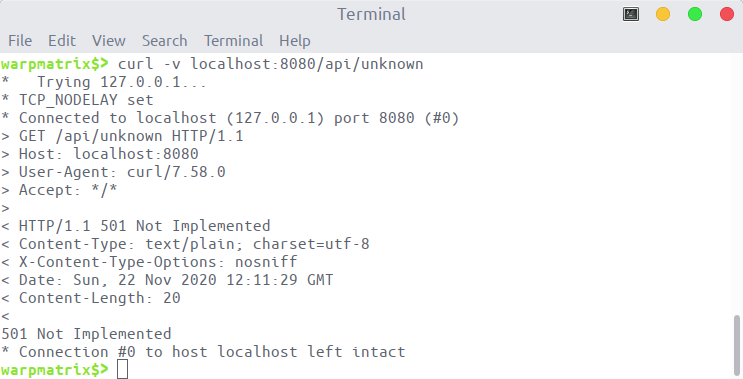 Terminal
File Edit View Search Terminal Help
warpmatrix$> curl -v localhost:8080/api/unknown
*   Trying 127.0.0.1...
* TCP_NODELAY set
* Connected to localhost (127.0.0.1) port 8080 (#0)
> GET /api/unknown HTTP/1.1
> Host: localhost:8080
> User-Agent: curl/7.58.0
> Accept: */*
>
< HTTP/1.1 501 Not Implemented
< Content-Type: text/plain; charset=utf-8
< X-Content-Type-Options: nosniff
< Date: Sun, 22 Nov 2020 12:11:29 GMT
< Content-Length: 20
<
501 Not Implemented
* Connection #0 to host localhost left intact
warpmatrix$>